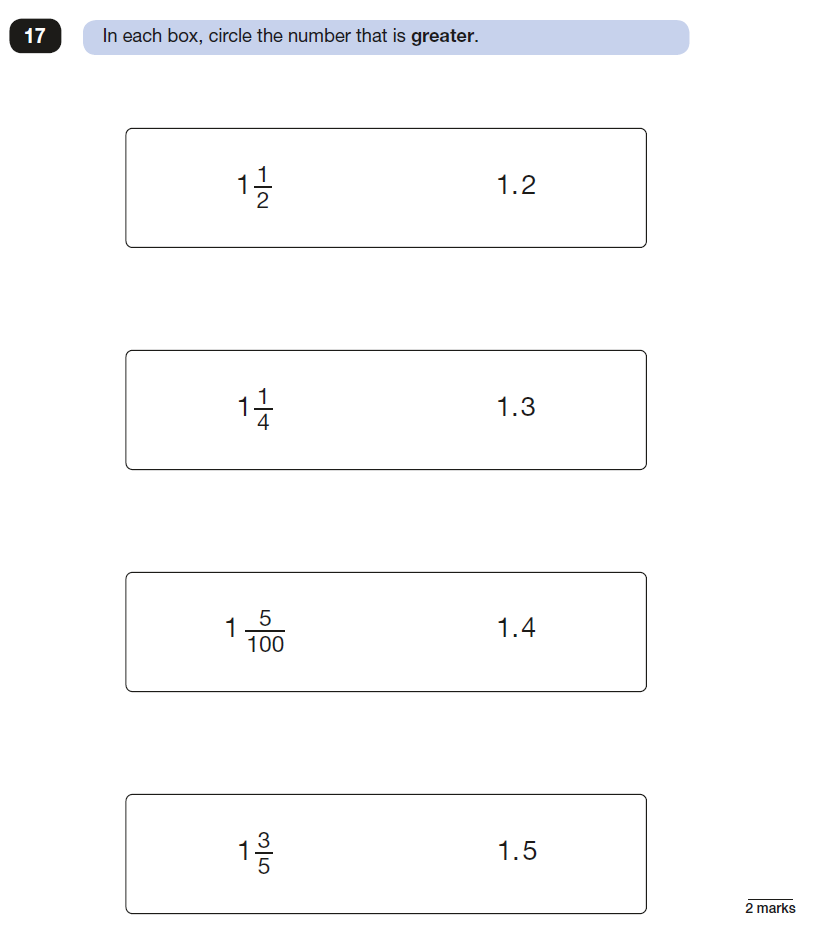 17 In each box, circle the number that is greater.
1 1/2 1.2
1 1/4 1.3
1 5/100 1.4
1 3/5 1.5
2 marks